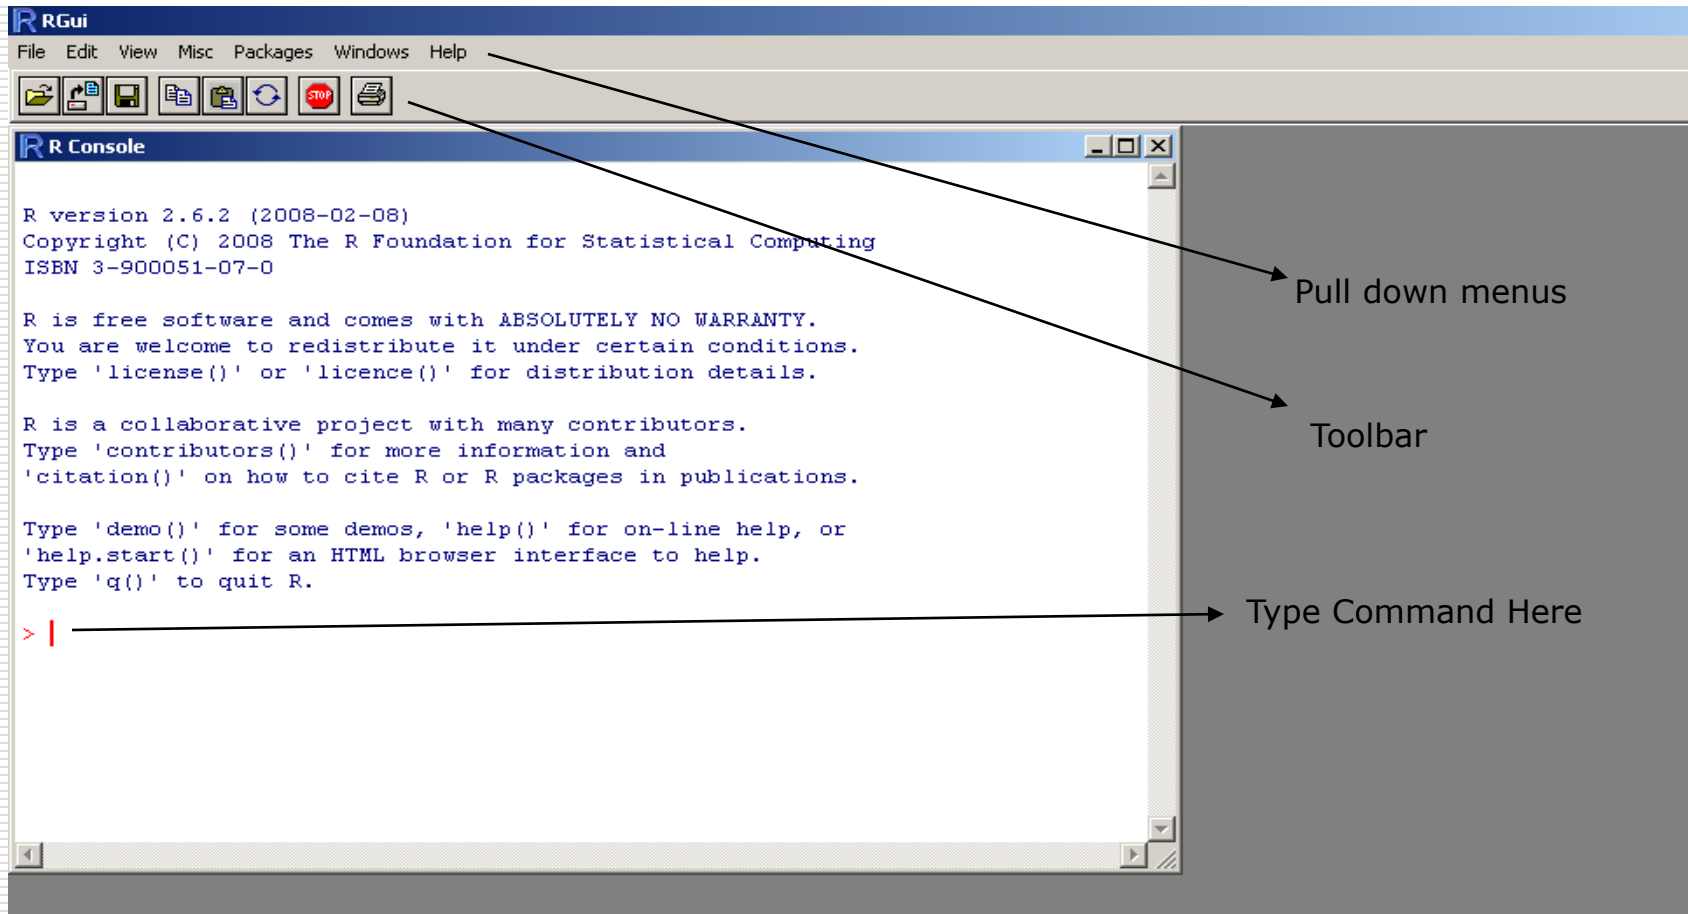 RGui
File Edit View Misc Packages Windows Help
STOP
R Console
R version 2.6.2 (2008-02-08)
Copyright (C) 2008 The R Foundation for Statistical Computing
ISBN 3-900051-07-0
R is free software and comes with ABSOLUTELY NO WARRANTY.
You are welcome to redistribute it under certain conditions.
Type 'license()' or 'licence()' for distribution details.
R is a collaborative project with many contributors.
Type 'contributors()' for more information and
'citation()' on how to cite R or R packages in publications.
Type 'demo()' for some demos, 'help()' for on-line help, or
'help.start()' for an HTML browser interface to help.
Type 'q()' to quit R.
>
Pull down menus
Toolbar
Type Command Here